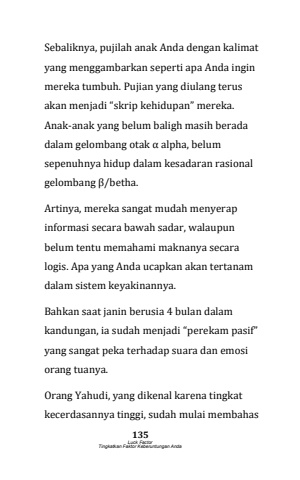 Sebaliknya, pujilah anak Anda dengan kalimat
yang menggambarkan seperti apa Anda ingin
mereka tumbuh. Pujian yang diulang terus
akan menjadi “skrip kehidupan” mereka.
Anak-anak yang belum baligh masih berada
dalam gelombang otak α alpha, belum
sepenuhnya hidup dalam kesadaran rasional
gelombang β/betha.
Artinya, mereka sangat mudah menyerap
informasi secara bawah sadar, walaupun
belum tentu memahami maknanya secara
logis. Apa yang Anda ucapkan akan tertanam
dalam sistem keyakinannya.
Bahkan saat janin berusia 4 bulan dalam
kandungan, ia sudah menjadi “perekam pasif”
yang sangat peka terhadap suara dan emosi
orang tuanya.
Orang Yahudi, yang dikenal karena tingkat
kecerdasannya tinggi, sudah mulai membahas
135
Luck Factor
Tingkatkan Faktor Keberuntungan Anda